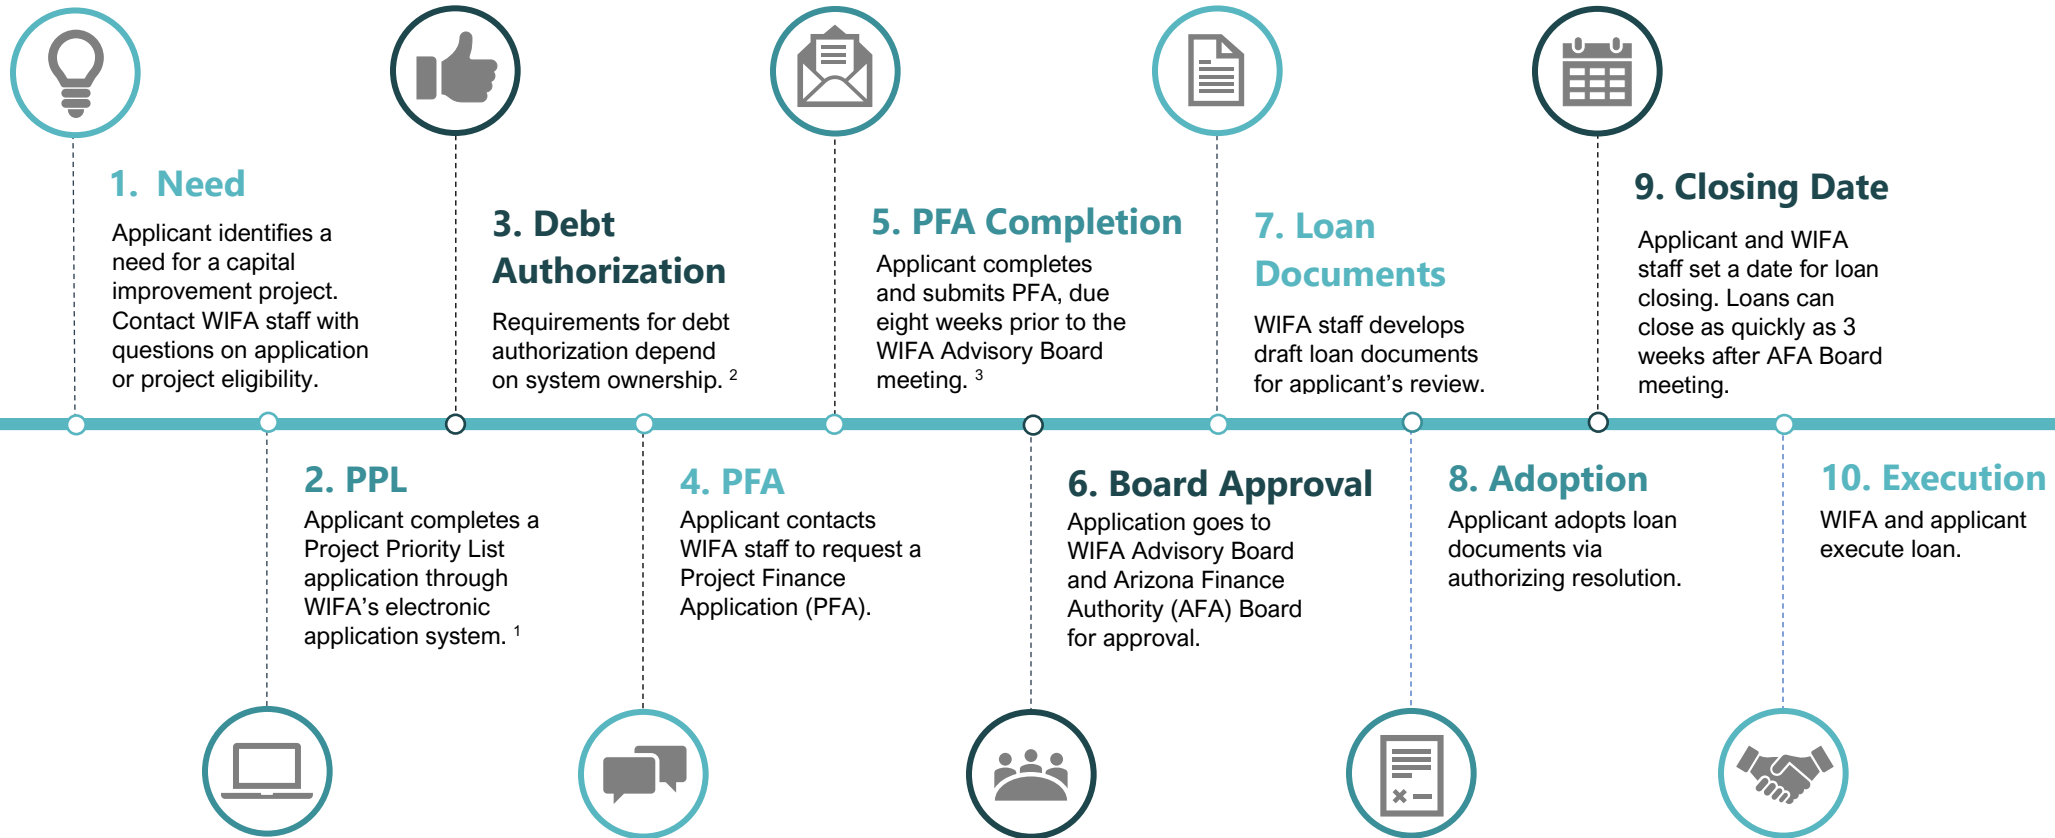 1. Need
Applicant identifies a
need for a capital
improvement project.
Contact WIFA staff with
questions on application
or project eligibility.
2. PPL
Applicant completes a
Project Priority List
application through
WIFA’s electronic
application system. 1
3. Debt
Authorization
Requirements for debt
authorization depend
on system ownership. 2
4. PFA
Applicant contacts
WIFA staff to request a
Project Finance
Application (PFA).
5. PFA Completion
Applicant completes
and submits PFA, due
eight weeks prior to the
WIFA Advisory Board
meeting. 3
6. Board Approval
Application goes to
WIFA Advisory Board
and Arizona Finance
Authority (AFA) Board
for approval.
7. Loan
Documents
WIFA staff develops
draft loan documents
for applicant’s review.
8. Adoption
Applicant adopts loan
documents via
authorizing resolution.
9. Closing Date
Applicant and WIFA
staff set a date for loan
closing. Loans can
close as quickly as 3
weeks after AFA Board
meeting.
10. Execution
WIFA and applicant
execute loan.